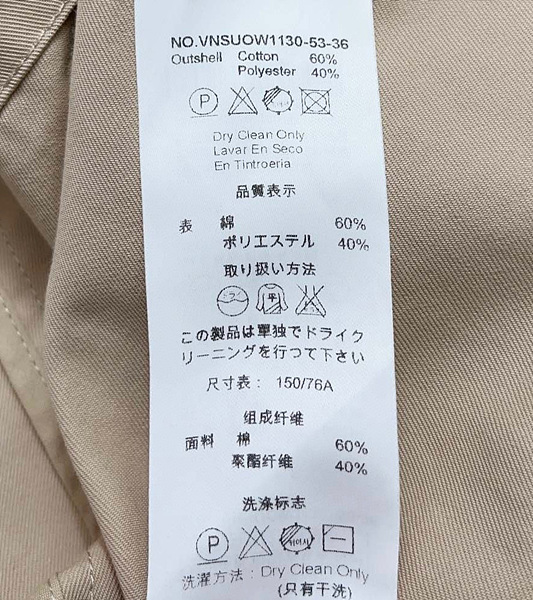 NO.VNSUOW1130-53-36
Outshell Cotton 60%
Polyester 40%
P
Dry Clean Only
Lavar En Seco
En Tintroeria
品質表示
表 綿 60%
ポリエステル 40%
取り扱い方法
平
この製品は單独でドライク
リーニングを行つて下さい
尺寸表： 150/76A
组成纤维
面料 棉 60%
聚酯纤维 40%
洗涤标志
P
洗濯方法：Dry Clean Only
(只有干洗)